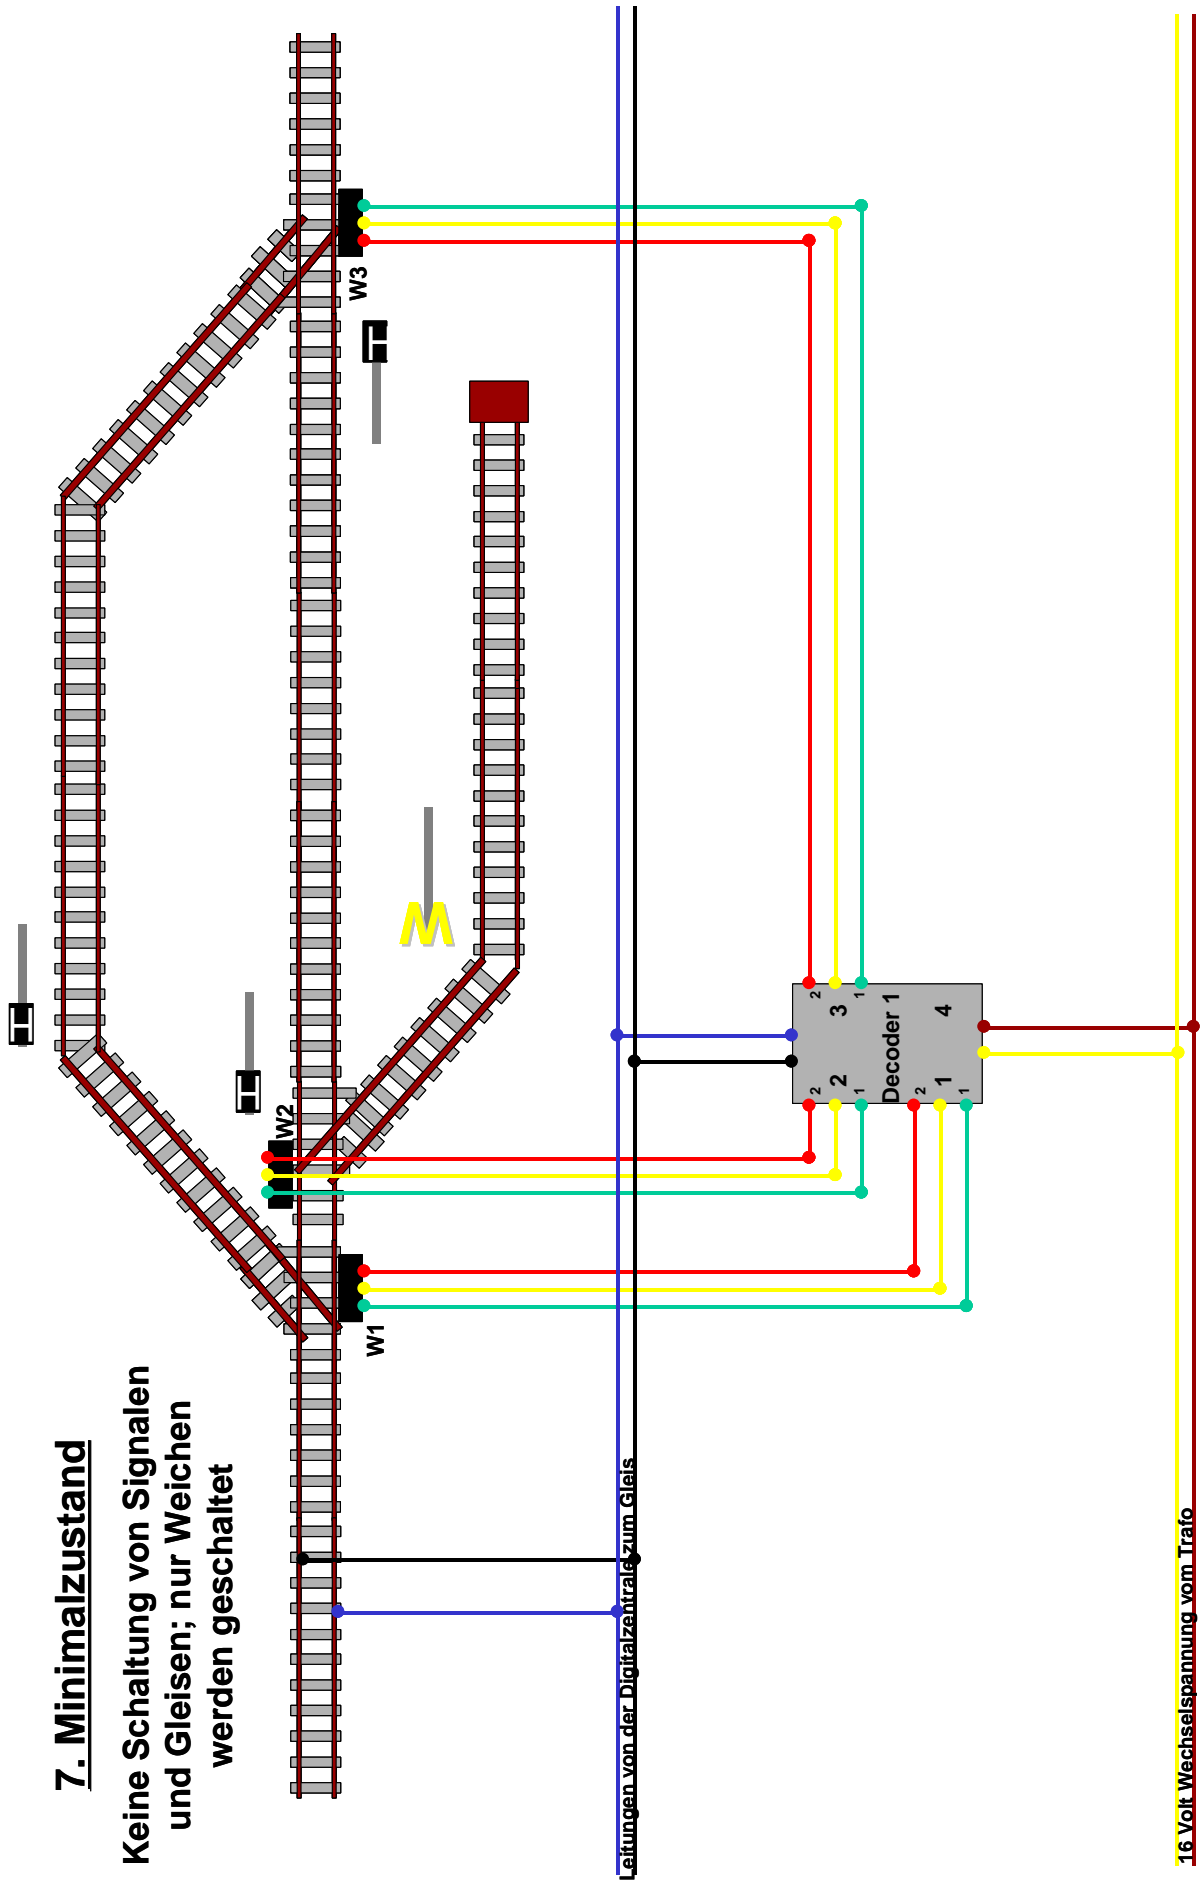 7. Minimalzustand
Keine Schaltung von Signalen
und Gleisen; nur Weichen
werden geschaltet
W1
W2
W3
W
Leitungen von der Digitalzentrale zum Gleis
2
2
1
2
1
1
Decoder 1
2
3
1
4
16 Volt Wechselspannung vom Trafo